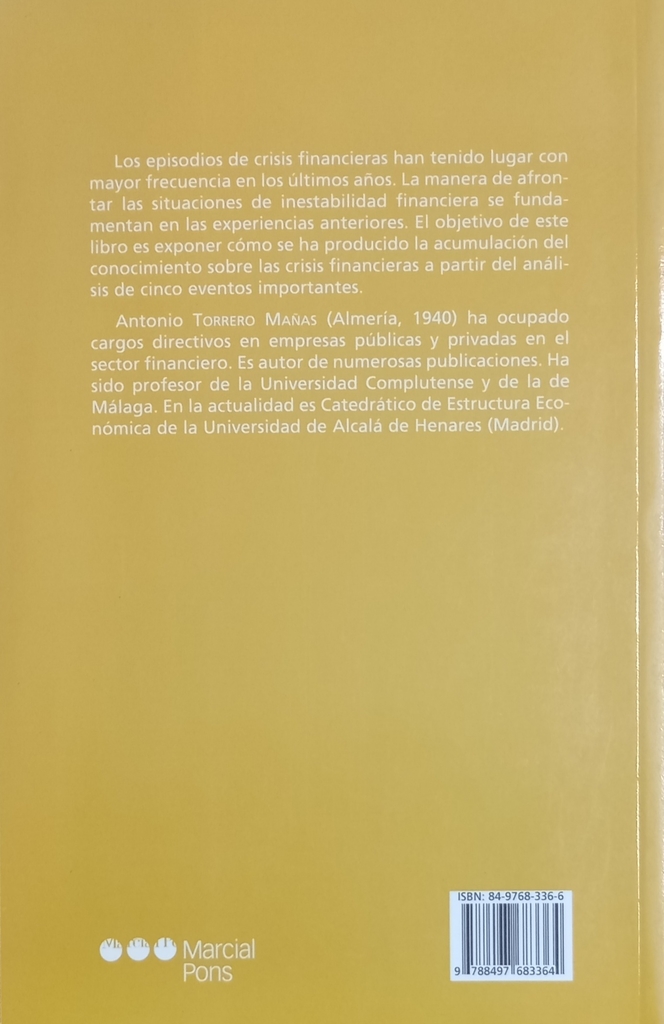 Los episodios de crisis financieras han tenido lugar con
mayor frecuencia en los últimos años. La manera de afron-
tar las situaciones de inestabilidad financiera se funda-
mentan en las experiencias anteriores. El objetivo de este
libro es exponer cómo se ha producido la acumulación del
conocimiento sobre las crisis financieras a partir del análi-
sis de cinco eventos importantes.
Antonio TORRERO MAÑAS (Almería, 1940) ha ocupado
cargos directivos en empresas públicas y privadas en el
sector financiero. Es autor de numerosas publicaciones. Ha
sido profesor de la Universidad Complutense y de la de
Málaga. En la actualidad es Catedrático de Estructura Eco-
nómica de la Universidad de Alcalá de Henares (Madrid).
Marcial
Pons
ISBN: 84-9768-336-6
9 788497 683364